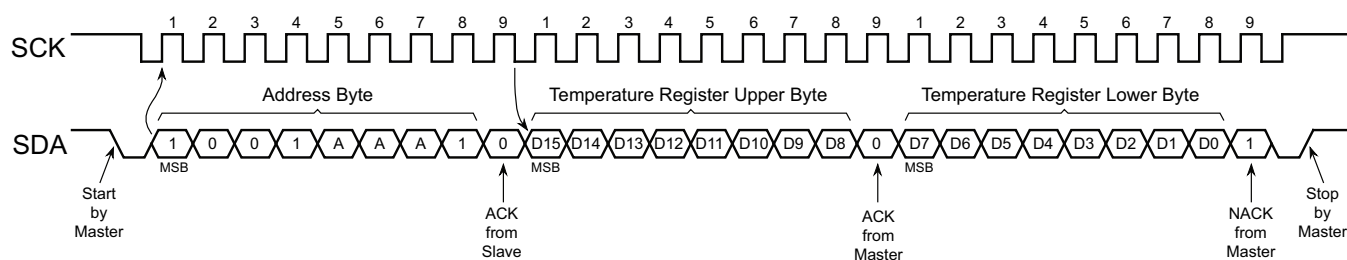 1 2 3 4 5 6 7 8 9 1 2 3 4 5 6 7 8 9 1 2 3 4 5 6 7 8 9
SCK
Address Byte Temperature Register Upper Byte Temperature Register Lower Byte
SDA 1 0 0 1 A A A 1 0 D15 D14 D13 D12 D11 D10 D9 D8 0 D7 D6 D5 D4 D3 D2 D1 D0 1
MSB MSB MSB
Start
by
Master
ACK
from
Slave
ACK
from
Master
NACK
from
Master
Stop
by
Master